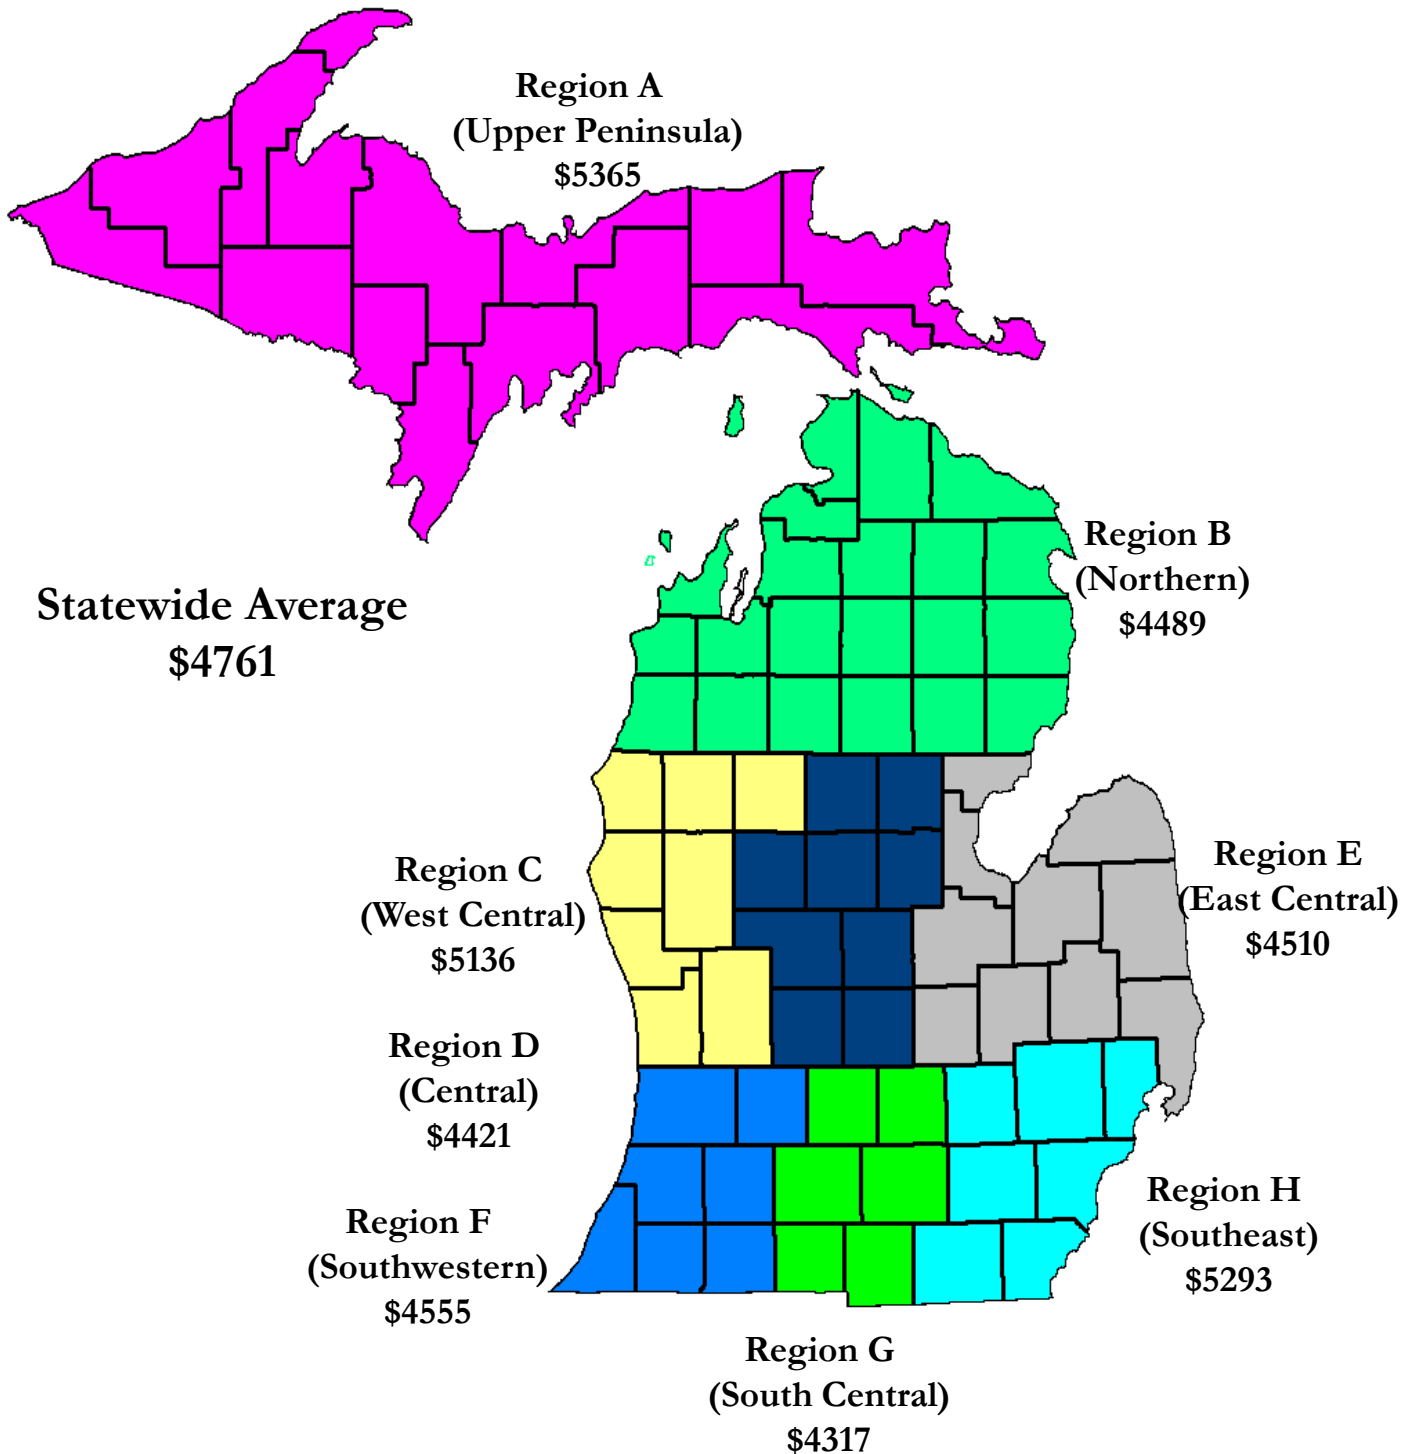 Region A
(Upper Peninsula)
$5365
Region B
(Northern)
$4489
Statewide Average
$4761
Region C
(West Central)
$5136
Region E
(East Central)
$4510
Region D
(Central)
$4421
Region F
(Southwestern)
$4555
Region H
(Southeast)
$5293
Region G
(South Central)
$4317